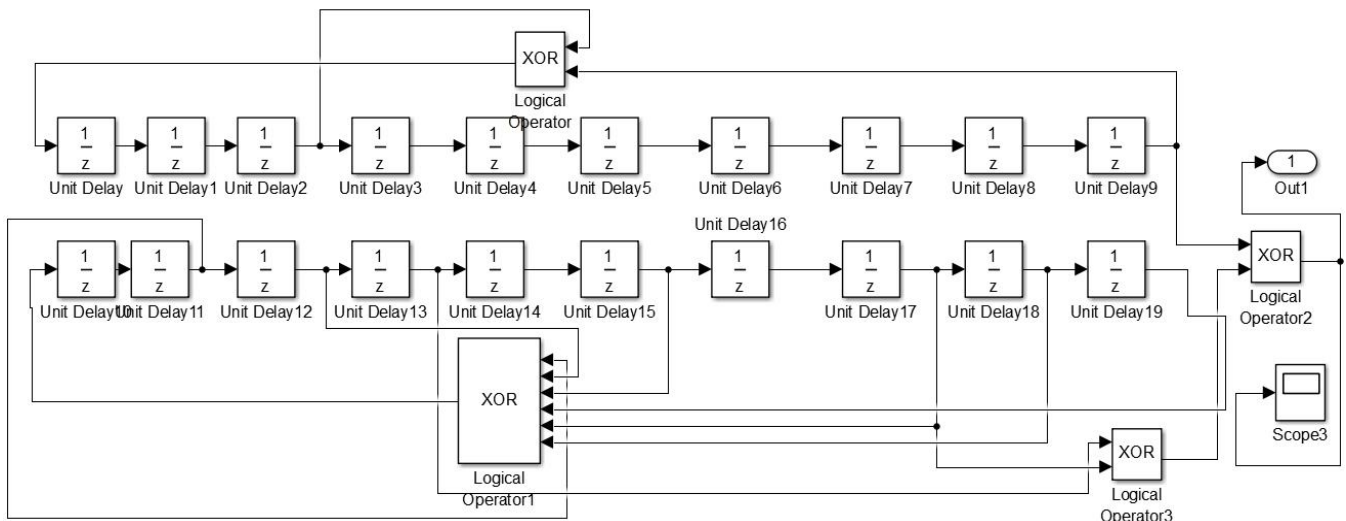 XOR
Logical
Operator
1
z
1
z
1
z
1
z
1
z
1
z
1
z
1
z
1
z
1
z
1
Unit Delay
Unit Delay1
Unit Delay2
Unit Delay3
Unit Delay4
Unit Delay5
Unit Delay6
Unit Delay7
Unit Delay8
Unit Delay9
Out1
Unit Delay16
1
z
1
z
1
z
1
z
1
z
1
z
1
z
1
z
1
z
1
z
XOR
Logical
Operator2
Unit Delay10
Unit Delay11
Unit Delay12
Unit Delay13
Unit Delay14
Unit Delay15
Unit Delay17
Unit Delay18
Unit Delay19
XOR
Logical
Operator1
XOR
Logical
Operator3
Scope3